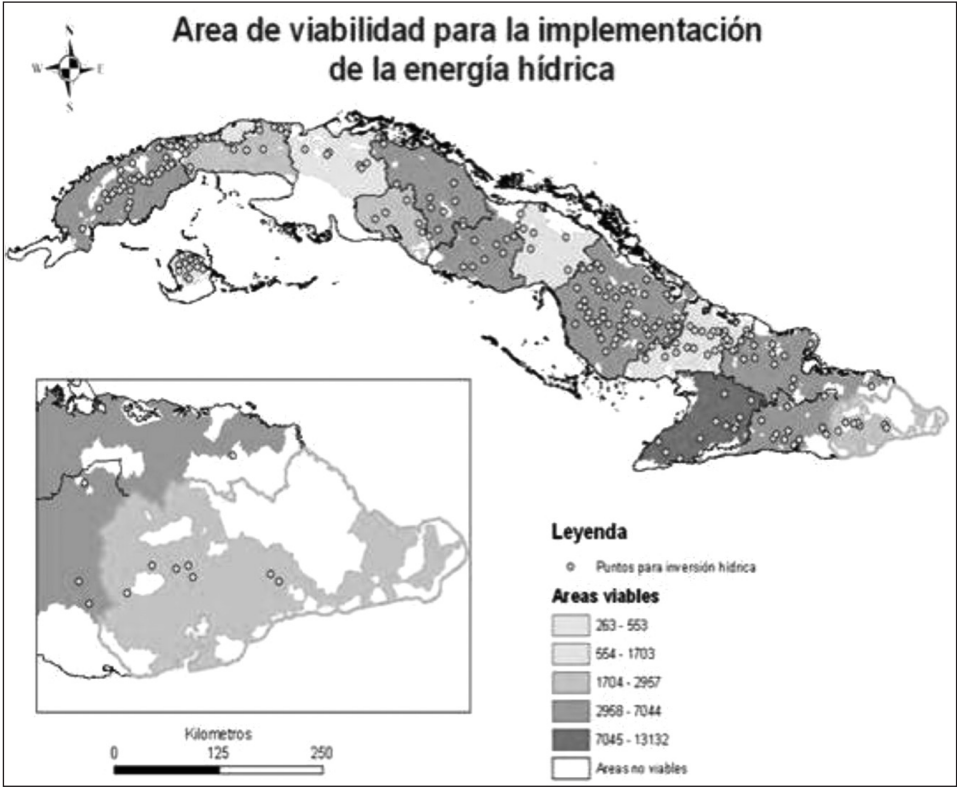 Area de viabilidad para la implementación
de la energía hídrica
N
W E
S
Leyenda
Puntos para inversión hídrica
Areas viables
263 - 553
554 - 1703
1704 - 2957
2958 - 7044
7045 - 13132
Areas no viables
Kilometros
0 125 250